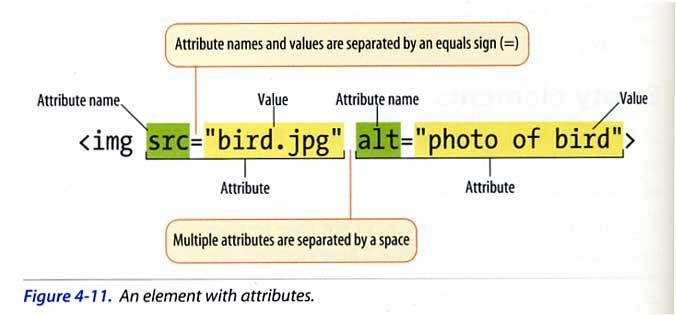 Attribute names and values are separated by an equals sign (=)
Attribute name Value Attribute name Value
<img src="bird.jpg" alt="photo of bird">
Attribute Attribute
Multiple attributes are separated by a space
Figure 4-11. An element with attributes.